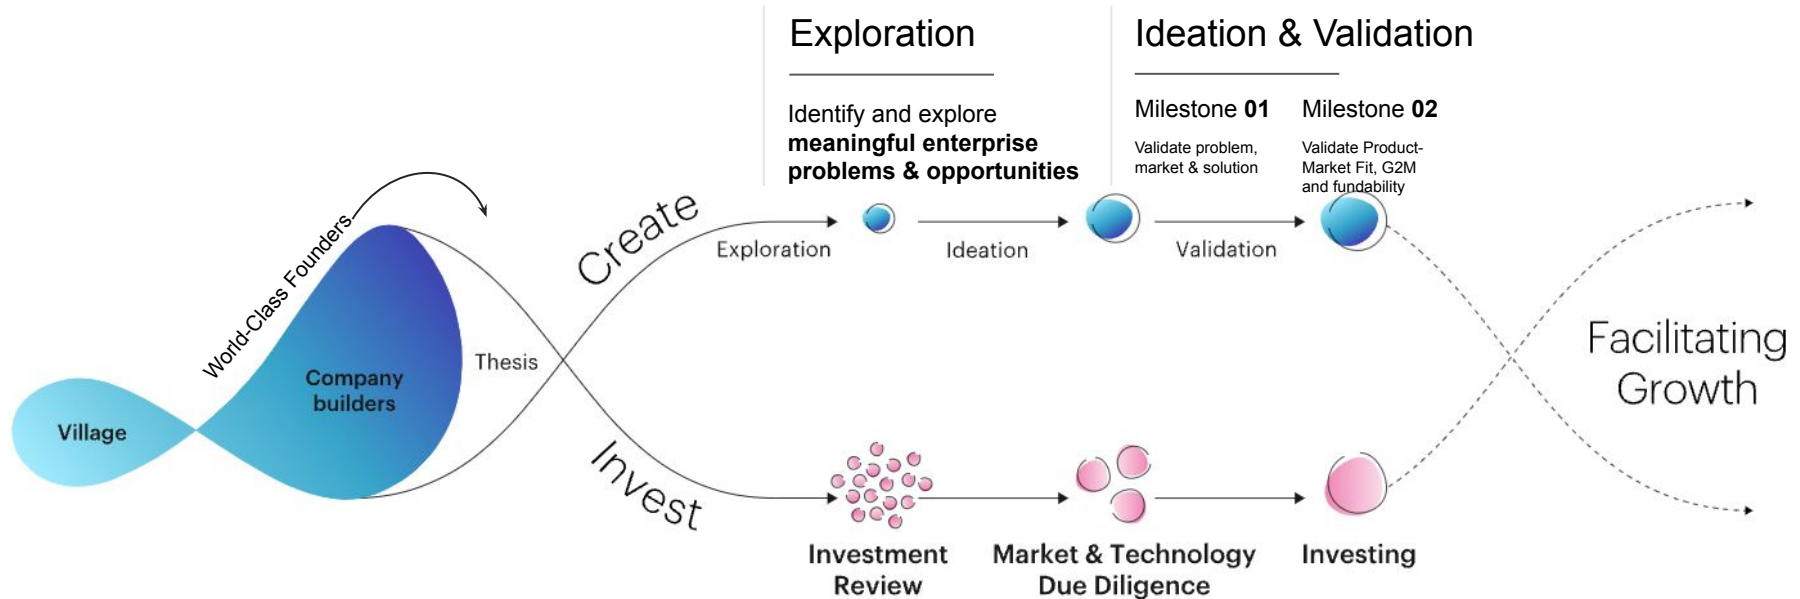 Exploration
Ideation & Validation
Identify and explore
meaningful enterprise
problems & opportunities
Milestone 01
Validate problem,
market & solution
Milestone 02
Validate Product-
Market Fit, G2M
and fundability
World-Class Founders
Create
Exploration
Ideation
Validation
Village
Company
builders
Thesis
Facilitating
Growth
Invest
Investment
Review
Market & Technology
Due Diligence
Investing